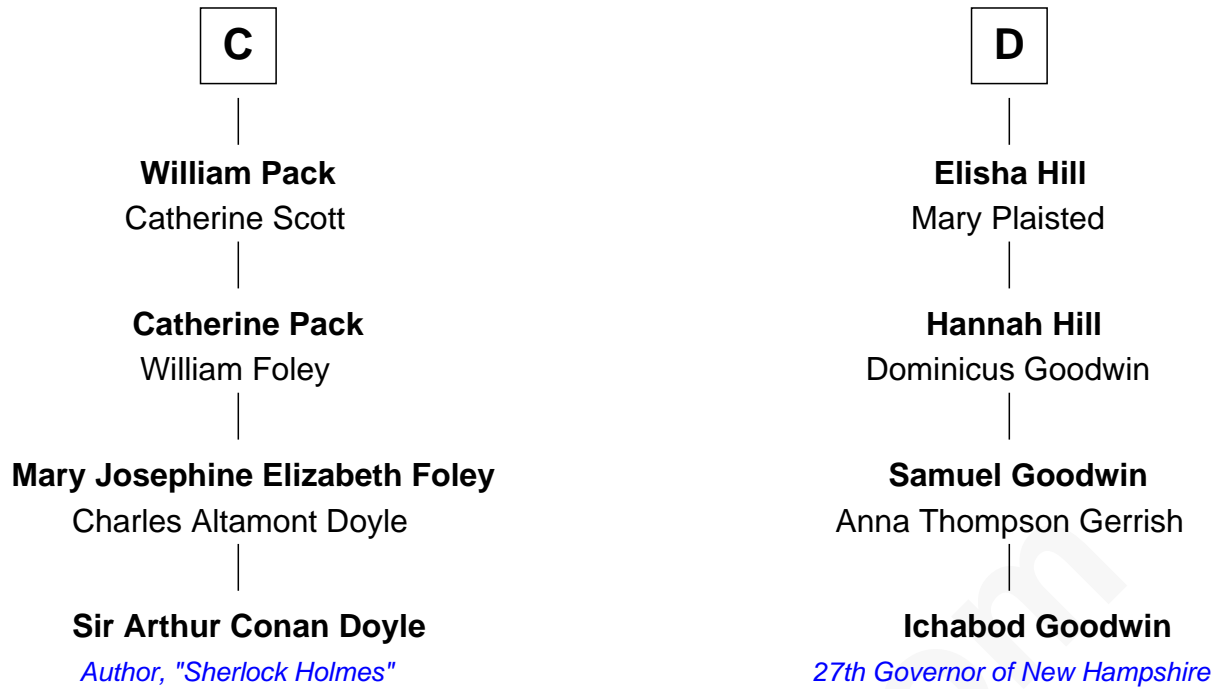 C
William Pack
Catherine Scott
Catherine Pack
William Foley
Mary Josephine Elizabeth Foley
Charles Altamont Doyle
Sir Arthur Conan Doyle
Author, "Sherlock Holmes"
D
Elisha Hill
Mary Plaisted
Hannah Hill
Dominicus Goodwin
Samuel Goodwin
Anna Thompson Gerrish
Ichabod Goodwin
27th Governor of New Hampshire
om